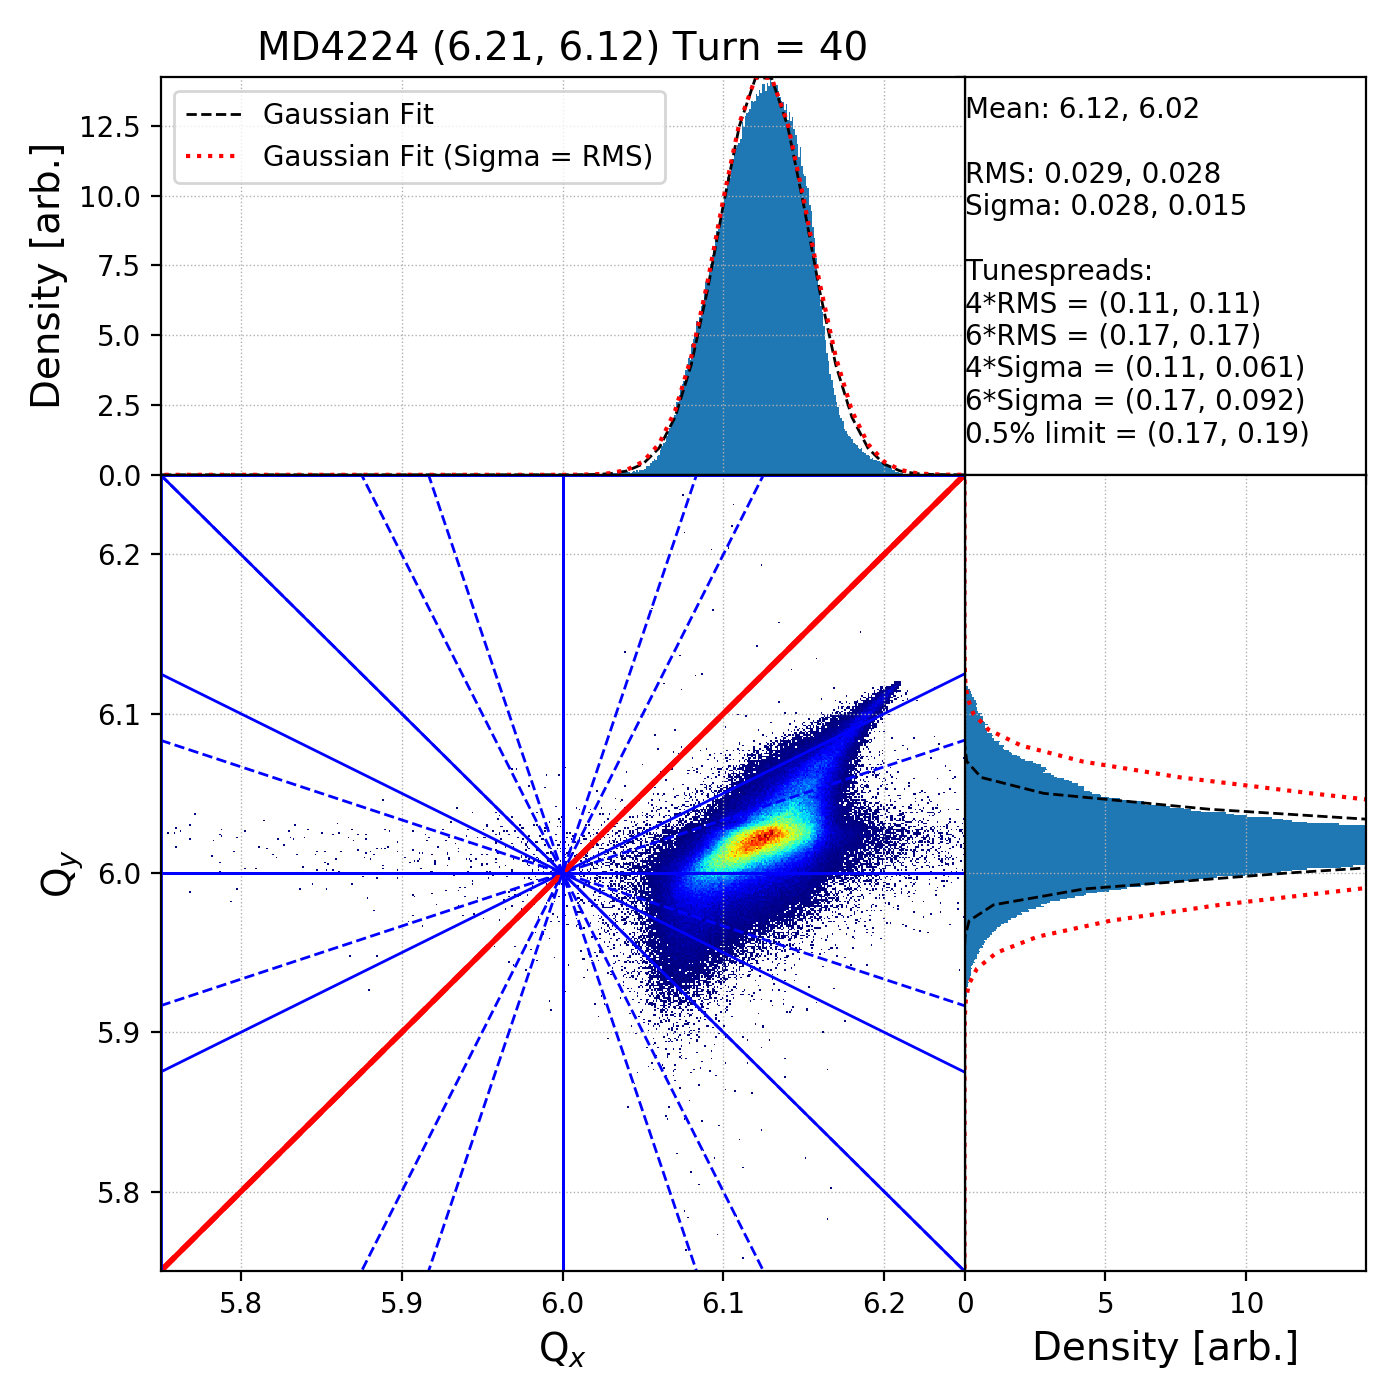 MD4224 (6.21, 6.12) Turn = 40
Gaussian Fit
Gaussian Fit (Sigma = RMS)
Density [arb.]
12.5
10.0
7.5
5.0
2.5
0.0
Mean: 6.12, 6.02
RMS: 0.029, 0.028
Sigma: 0.028, 0.015
Tunespreads:
4*RMS = (0.11, 0.11)
6*RMS = (0.17, 0.17)
4*Sigma = (0.11, 0.061)
6*Sigma = (0.17, 0.092)
0.5% limit = (0.17, 0.19)
Qy
6.2
6.1
6.0
5.9
5.8
5.8 5.9 6.0 6.1 6.2
Qx
0 5 10
Density [arb.]